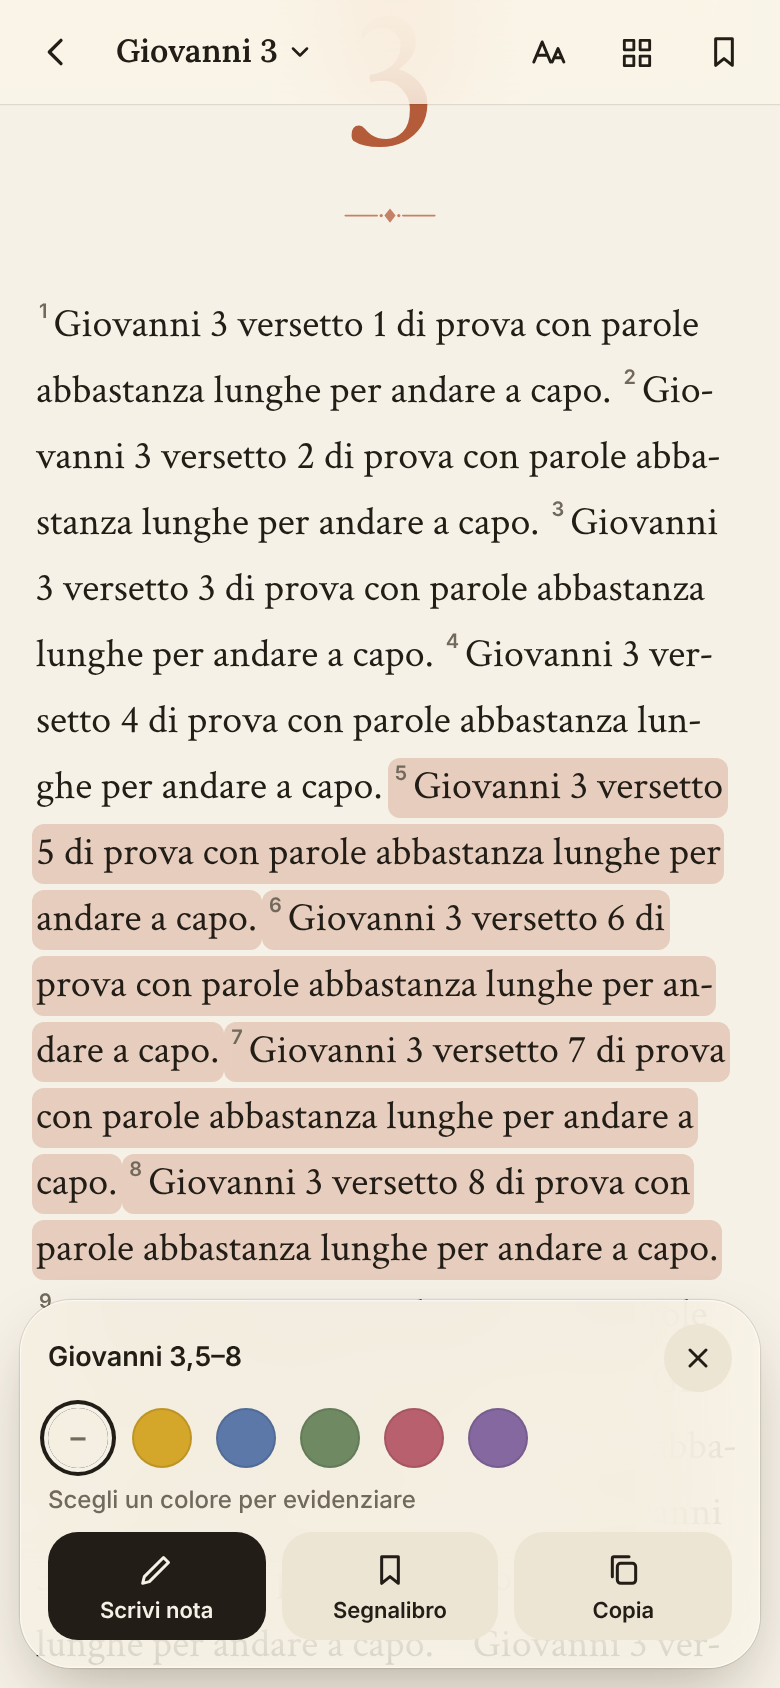 Giovanni 3
3
1 Giovanni 3 versetto 1 di prova con parole
abbastanza lunghe per andare a capo. 2 Gio-
vanni 3 versetto 2 di prova con parole abba-
stanza lunghe per andare a capo. 3 Giovanni
3 versetto 3 di prova con parole abbastanza
lunghe per andare a capo. 4 Giovanni 3 ver-
setto 4 di prova con parole abbastanza lun-
ghe per andare a capo. 5 Giovanni 3 versetto
5 di prova con parole abbastanza lunghe per
andare a capo. 6 Giovanni 3 versetto 6 di
prova con parole abbastanza lunghe per an-
dare a capo. 7 Giovanni 3 versetto 7 di prova
con parole abbastanza lunghe per andare a
capo. 8 Giovanni 3 versetto 8 di prova con
parole abbastanza lunghe per andare a capo.
9
Giovanni 3,5–8
–
Scegli un colore per evidenziare
Scrivi nota
Segnalibro
Copia
lunghe per andare a capo. Giovanni 3 ver-